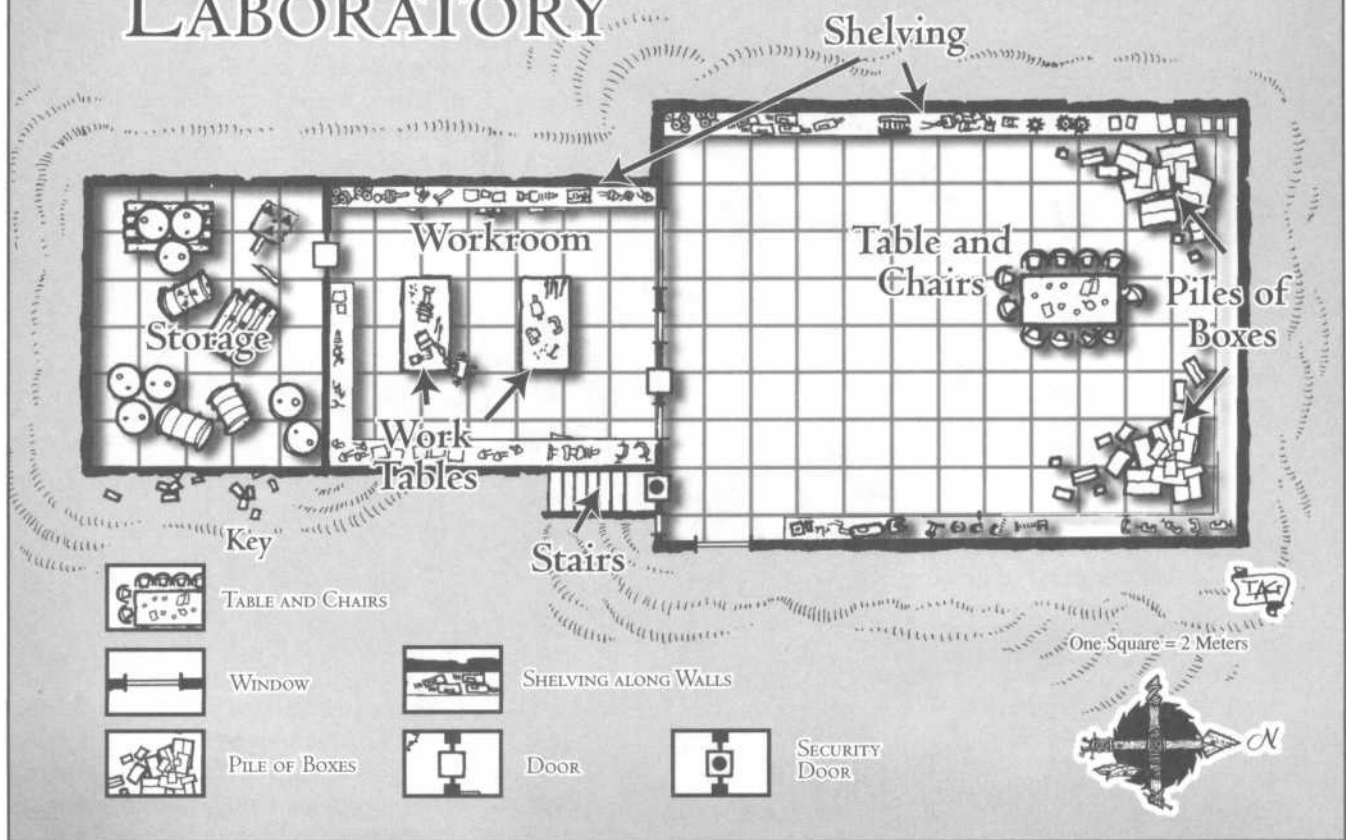 LABORATORY
Shelving
Workroom
Table and
Chairs
Piles of
Boxes
Storage
Work
Tables
Stairs
Key
TABLE AND CHAIRS
WINDOW
SHELVING ALONG WALLS
PILE OF BOXES
DOOR
SECURITY
DOOR
TAG
One Square = 2 Meters
N